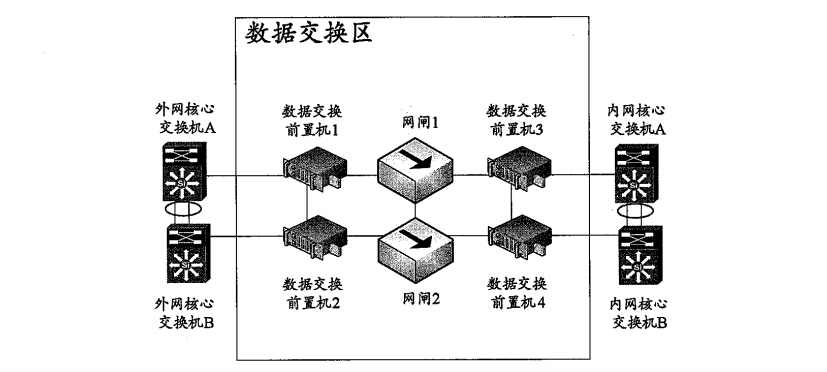 数据交换区
外网核心
交换机A
数据交换
前置机1
网闸1
数据交换
前置机3
内网核心
交换机A
Si
Si
Si
Si
外网核心
交换机B
数据交换
前置机2
网闸2
数据交换
前置机4
内网核心
交换机B